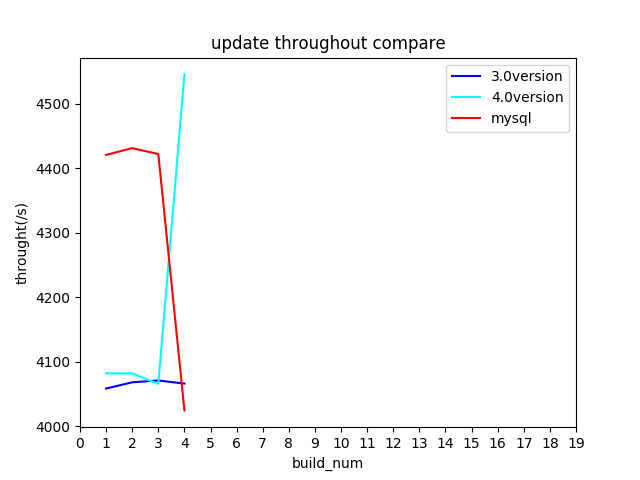 update throughout compare
3.0version
4.0version
mysql
4500
4400
4300
4200
4100
4000
throught(/s)
0 1 2 3 4 5 6 7 8 9 10 11 12 13 14 15 16 17 18 19
build_num